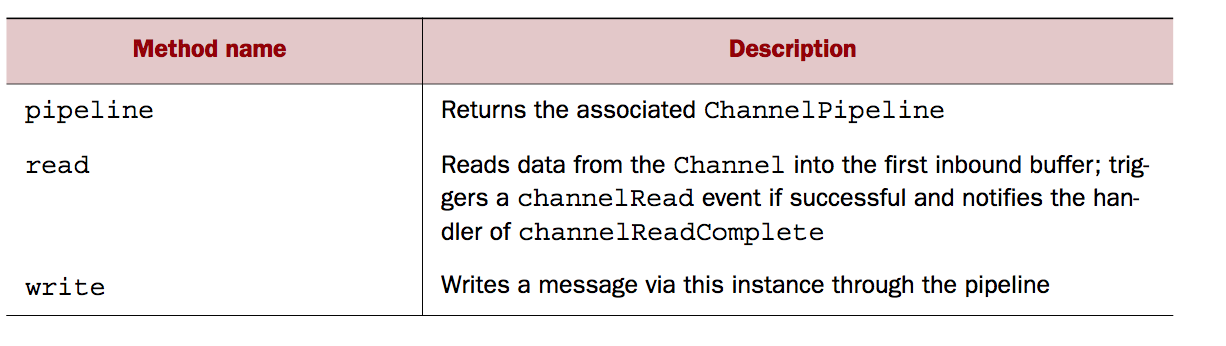 Method name Description
pipeline Returns the associated ChannelPipeline
read Reads data from the Channel into the first inbound buffer; trig-
gers a channelRead event if successful and notifies the han-
dler of channelReadComplete
write Writes a message via this instance through the pipeline